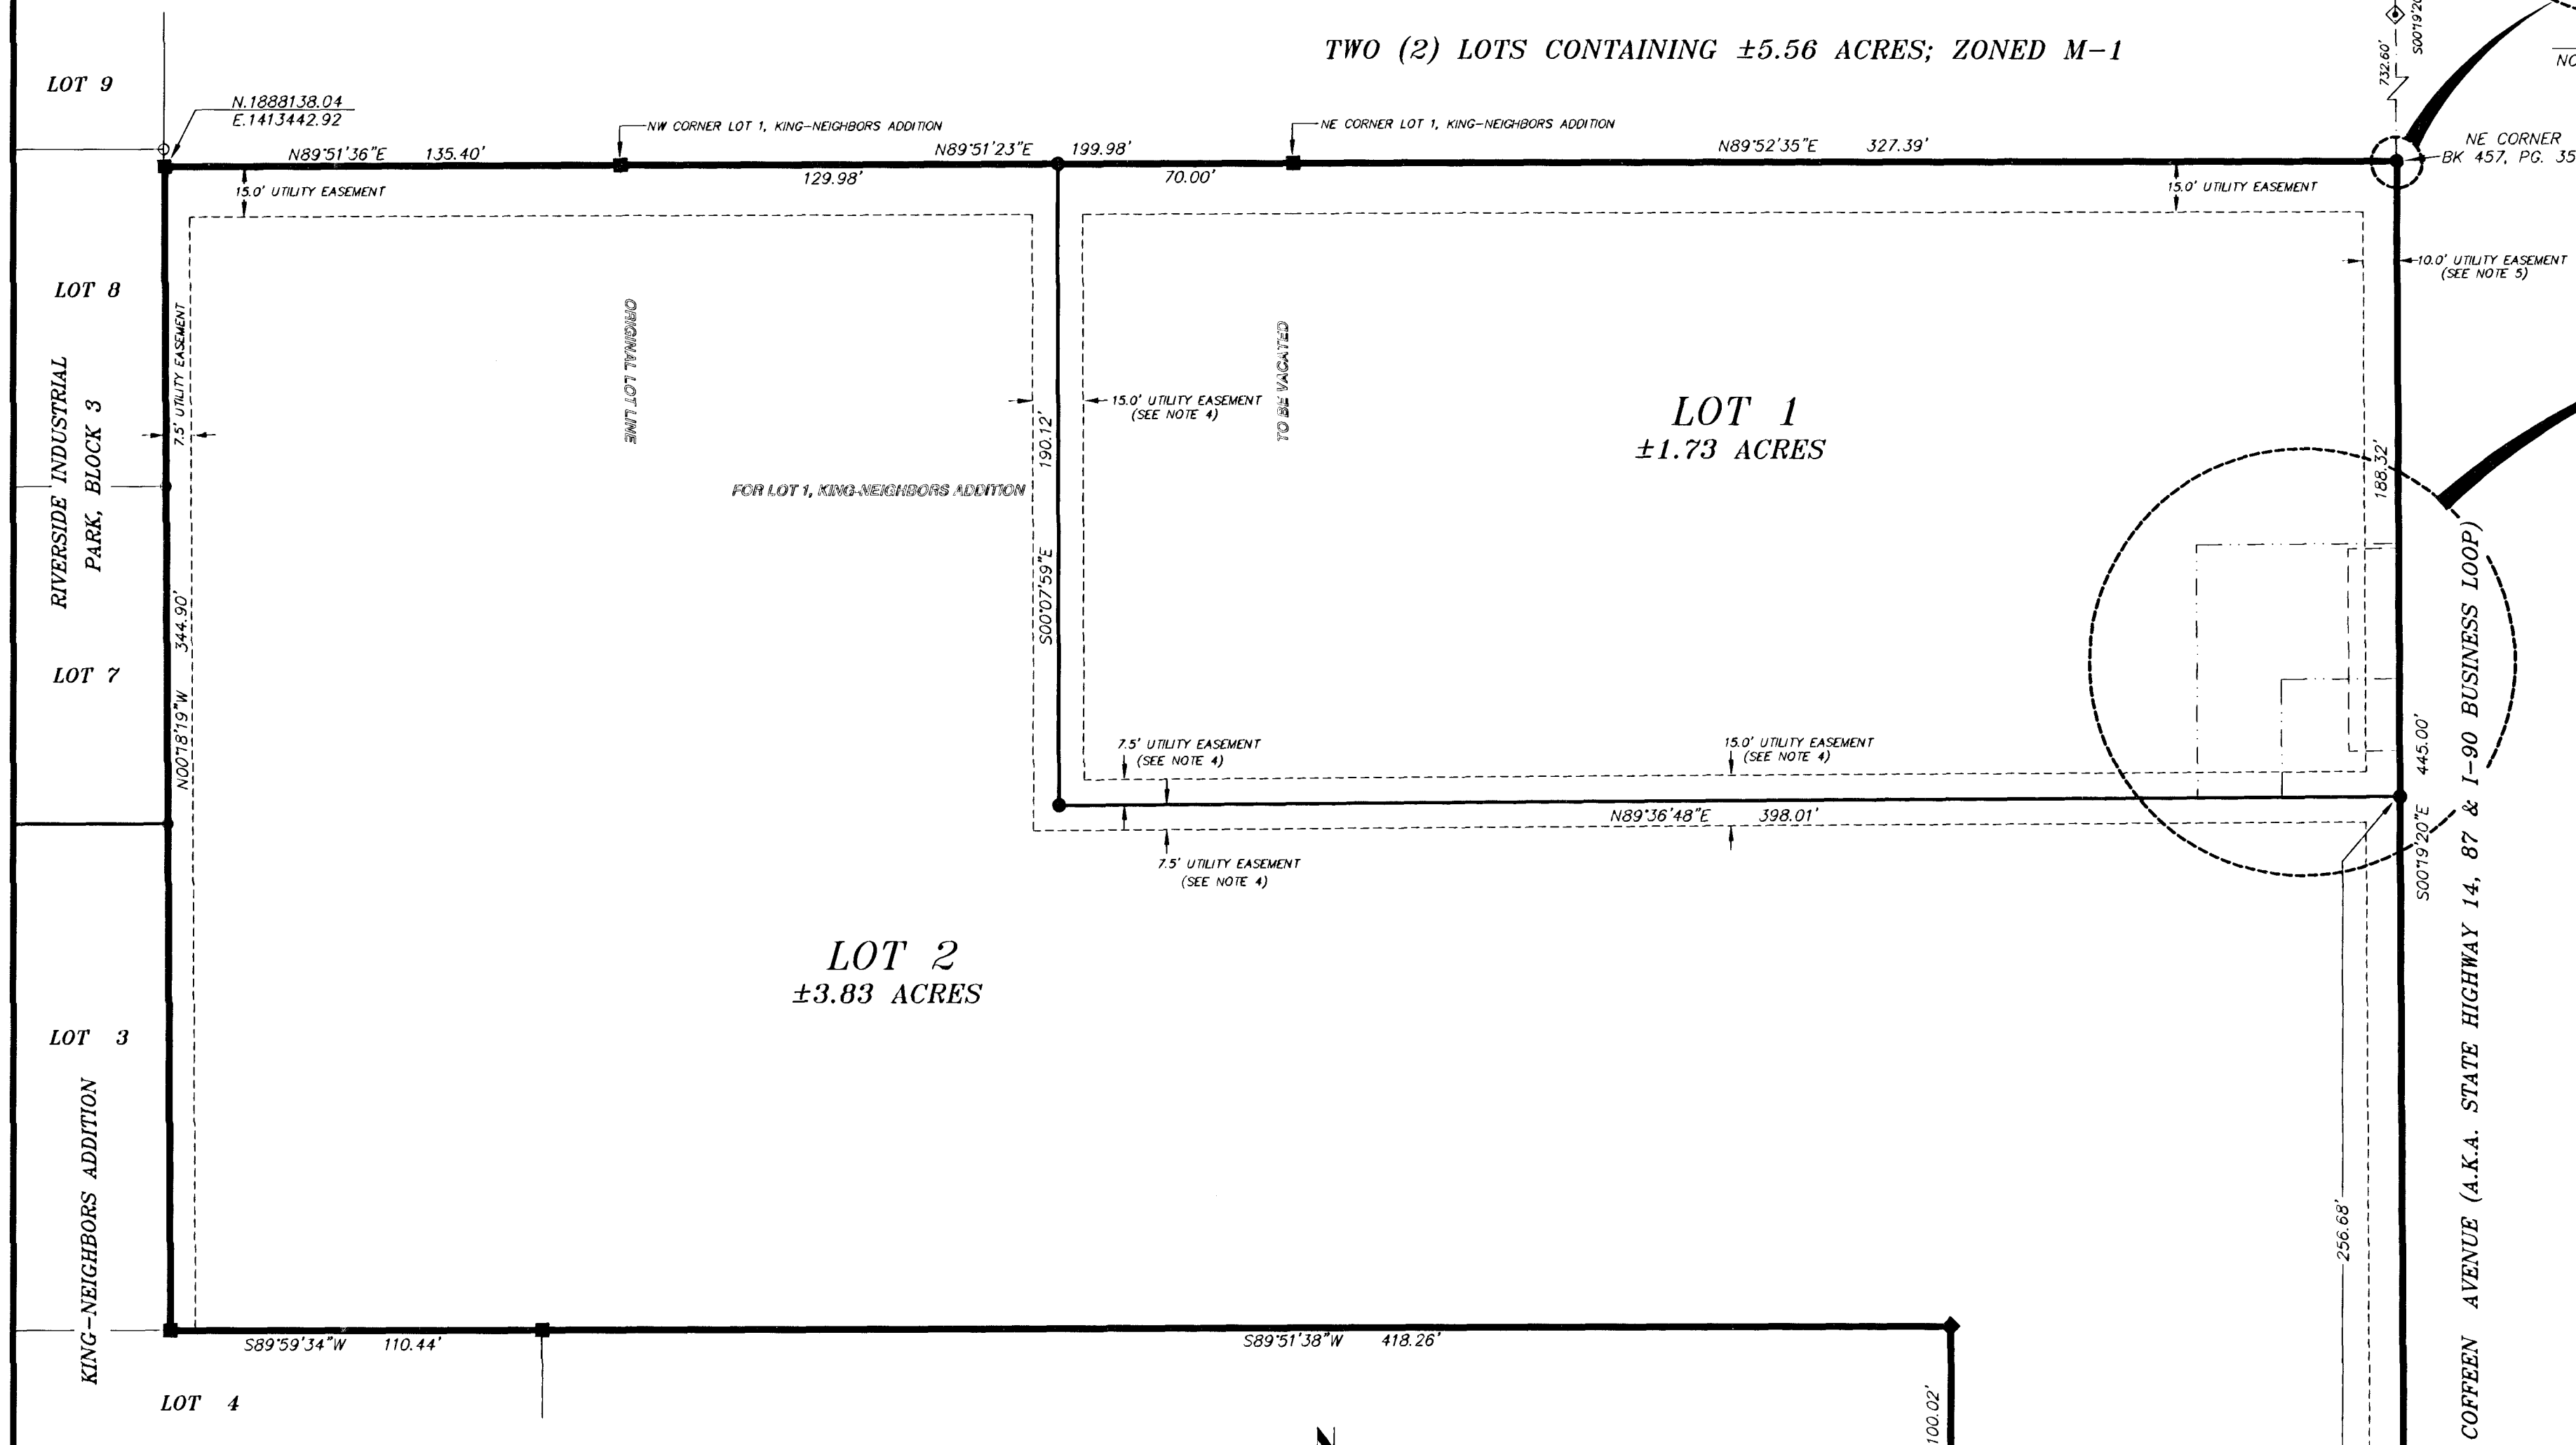 TWO (2) LOTS CONTAINING ±5.56 ACRES; ZONED M-1
732.60'
S00°19'20
NO
LOT 9
N.1888138.04
E.1413442.92
NW CORNER LOT 1, KING-NEIGHBORS ADDITION
NE CORNER LOT 1, KING-NEIGHBORS ADDITION
N89°51'36"E 135.40'
N89°51'23"E 199.98'
N89°52'35"E 327.39'
NE CORNER
BK 457, PG. 35
129.98'
70.00'
15.0' UTILITY EASEMENT
15.0' UTILITY EASEMENT
10.0' UTILITY EASEMENT
(SEE NOTE 5)
LOT 8
7.5' UTILITY EASEMENT
ORIGINAL LOT LINE
TO BE VACATED
15.0' UTILITY EASEMENT
(SEE NOTE 4)
LOT 1
±1.73 ACRES
RIVERSIDE INDUSTRIAL
PARK, BLOCK 3
190.12'
S00°07'59"E
188.32'
FOR LOT 1, KING-NEIGHBORS ADDITION
344.90'
N00°18'19"W
LOT 7
7.5' UTILITY EASEMENT
(SEE NOTE 4)
15.0' UTILITY EASEMENT
(SEE NOTE 4)
445.00'
S00°19'20"E
N89°36'48"E 398.01'
7.5' UTILITY EASEMENT
(SEE NOTE 4)
LOT 2
±3.83 ACRES
LOT 3
KING-NEIGHBORS ADDITION
256.68'
COFFEEN AVENUE (A.K.A. STATE HIGHWAY 14, 87 & I-90 BUSINESS LOOP)
S89°59'34"W 110.44'
S89°51'38"W 418.26'
LOT 4
100.02'
N